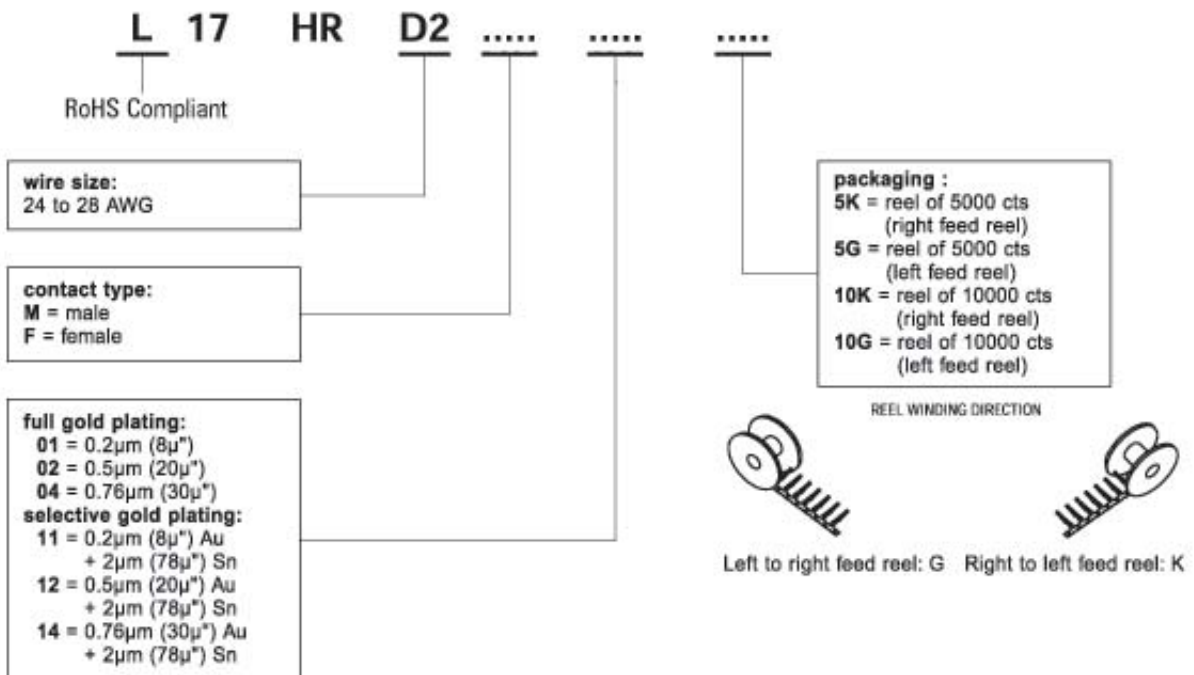 L 17 HR D2 ..... ..... .....
RoHS Compliant
wire size:
24 to 28 AWG
contact type:
M = male
F = female
full gold plating:
01 = 0.2µm (8µ")
02 = 0.5µm (20µ")
04 = 0.76µm (30µ")
selective gold plating:
11 = 0.2µm (8µ") Au
+ 2µm (78µ") Sn
12 = 0.5µm (20µ") Au
+ 2µm (78µ") Sn
14 = 0.76µm (30µ") Au
+ 2µm (78µ") Sn
packaging :
5K = reel of 5000 cts
(right feed reel)
5G = reel of 5000 cts
(left feed reel)
10K = reel of 10000 cts
(right feed reel)
10G = reel of 10000 cts
(left feed reel)
REEL WINDING DIRECTION
Left to right feed reel: G Right to left feed reel: K